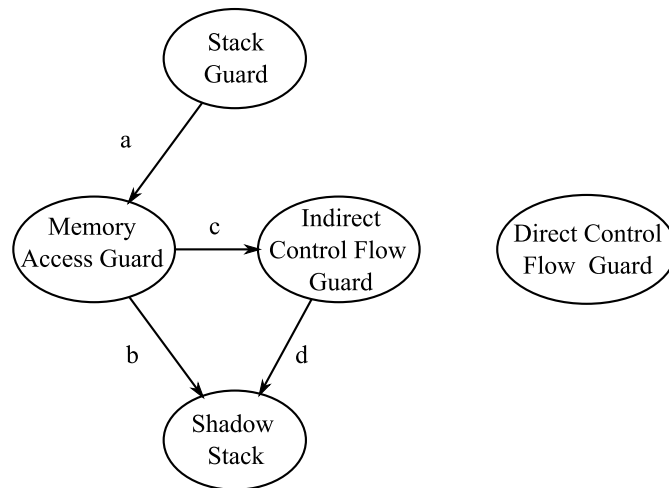 Stack
Guard
a
Memory
Access Guard
c
Indirect
Control Flow
Guard
Direct Control
Flow Guard
b
d
Shadow
Stack